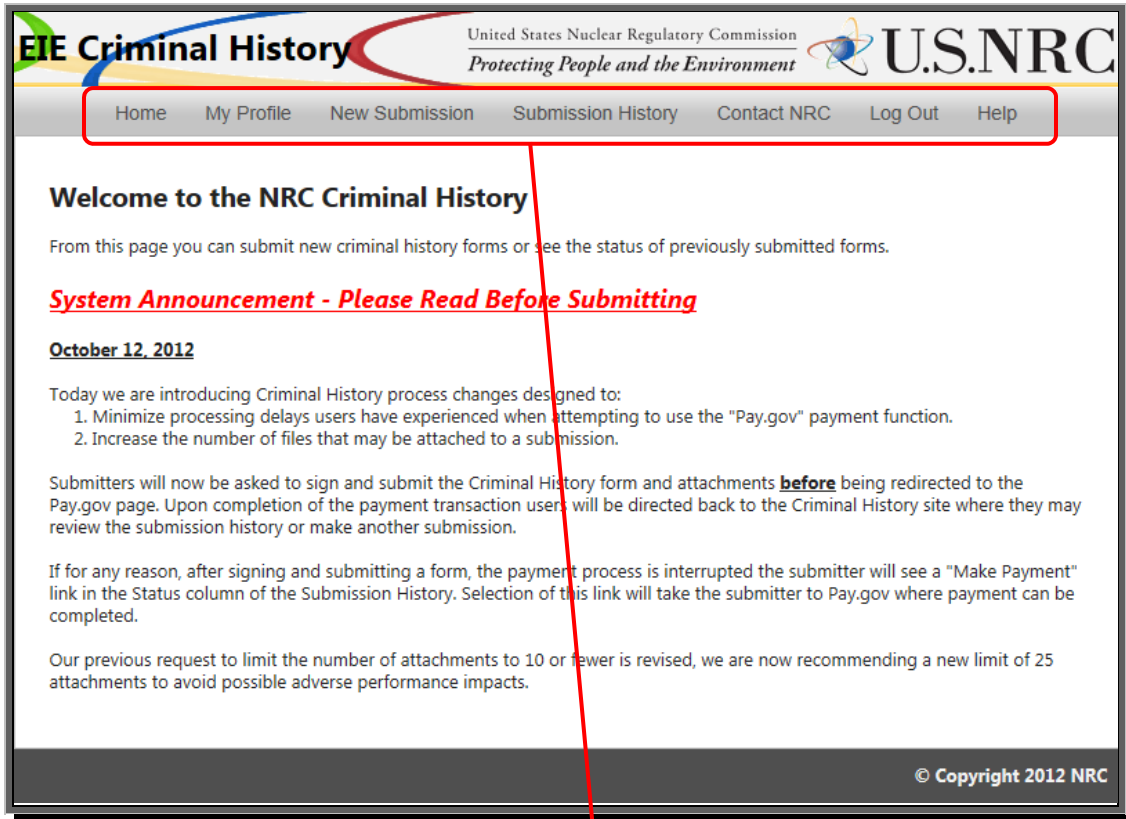 EIE Criminal History
United States Nuclear Regulatory Commission
Protecting People and the Environment
U.S.NRC
Home My Profile New Submission Submission History Contact NRC Log Out Help
Welcome to the NRC Criminal History
From this page you can submit new criminal history forms or see the status of previously submitted forms.
System Announcement - Please Read Before Submitting
October 12, 2012
Today we are introducing Criminal History process changes designed to:
1. Minimize processing delays users have experienced when attempting to use the "Pay.gov" payment function.
2. Increase the number of files that may be attached to a submission.
Submitters will now be asked to sign and submit the Criminal History form and attachments before being redirected to the
Pay.gov page. Upon completion of the payment transaction users will be directed back to the Criminal History site where they may
review the submission history or make another submission.
If for any reason, after signing and submitting a form, the payment process is interrupted the submitter will see a "Make Payment"
link in the Status column of the Submission History. Selection of this link will take the submitter to Pay.gov where payment can be
completed.
Our previous request to limit the number of attachments to 10 or fewer is revised, we are now recommending a new limit of 25
attachments to avoid possible adverse performance impacts.
© Copyright 2012 NRC